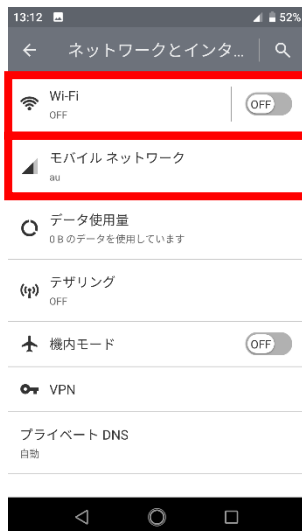 13:12 52%
ネットワークとインタ...
Wi-Fi
OFF
OFF
モバイル ネットワーク
au
データ使用量
0 B のデータを使用しています
テザリング
OFF
機内モード
OFF
VPN
プライベート DNS
自動